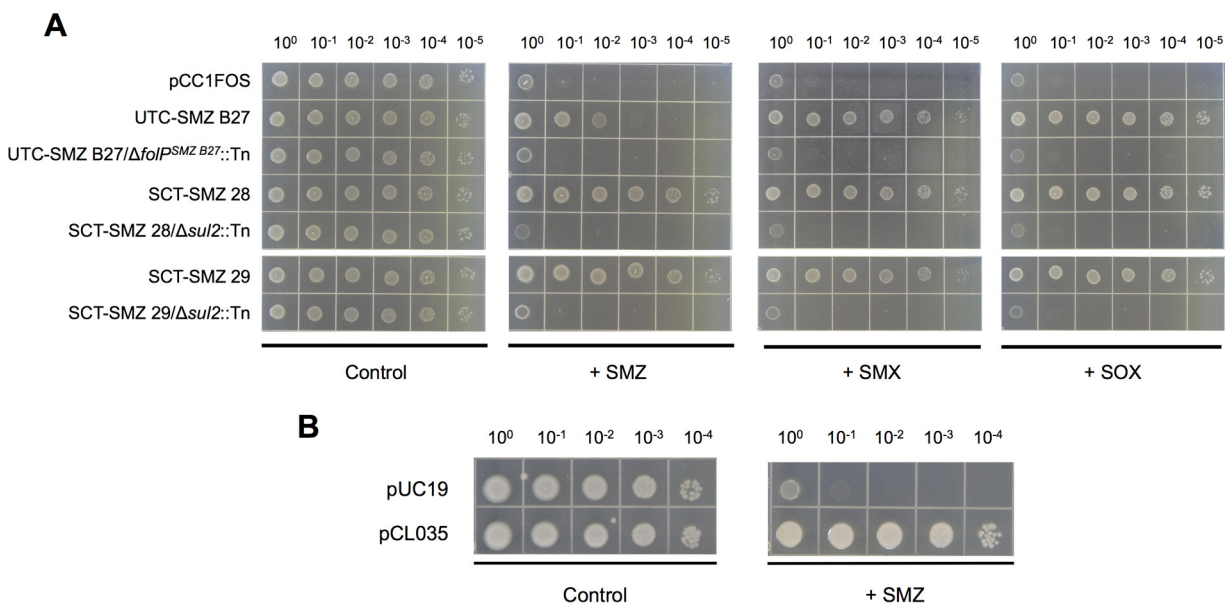 A
10⁰ 10⁻¹ 10⁻² 10⁻³ 10⁻⁴ 10⁻⁵ 10⁰ 10⁻¹ 10⁻² 10⁻³ 10⁻⁴ 10⁻⁵ 10⁰ 10⁻¹ 10⁻² 10⁻³ 10⁻⁴ 10⁻⁵ 10⁰ 10⁻¹ 10⁻² 10⁻³ 10⁻⁴ 10⁻⁵
pCC1FOS
UTC-SMZ B27
UTC-SMZ B27/ΔfolP^SMZ B27::Tn
SCT-SMZ 28
SCT-SMZ 28/Δsul2::Tn
SCT-SMZ 29
SCT-SMZ 29/Δsul2::Tn
Control + SMZ + SMX + SOX
B
10⁰ 10⁻¹ 10⁻² 10⁻³ 10⁻⁴ 10⁰ 10⁻¹ 10⁻² 10⁻³ 10⁻⁴
pUC19
pCL035
Control + SMZ